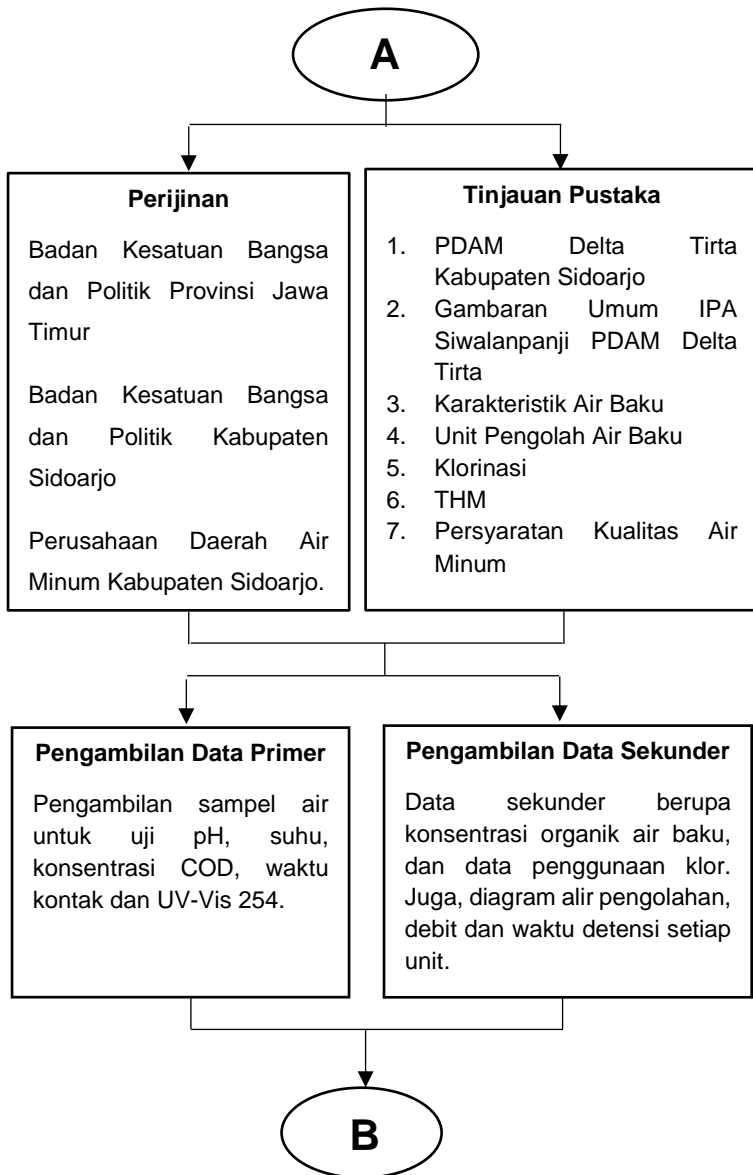 A
Perijinan
Badan Kesatuan Bangsa
dan Politik Provinsi Jawa
Timur
Badan Kesatuan Bangsa
dan Politik Kabupaten
Sidoarjo
Perusahaan Daerah Air
Minum Kabupaten Sidoarjo.
Tinjauan Pustaka
1. PDAM Delta Tirta
Kabupaten Sidoarjo
2. Gambaran Umum IPA
Siwalanpanji PDAM Delta
Tirta
3. Karakteristik Air Baku
4. Unit Pengolah Air Baku
5. Klorinasi
6. THM
7. Persyaratan Kualitas Air
Minum
Pengambilan Data Primer
Pengambilan sampel air
untuk uji pH, suhu,
konsentrasi COD, waktu
kontak dan UV-Vis 254.
Pengambilan Data Sekunder
Data sekunder berupa
konsentrasi organik air baku,
dan data penggunaan klor.
Juga, diagram alir pengolahan,
debit dan waktu detensi setiap
unit.
B